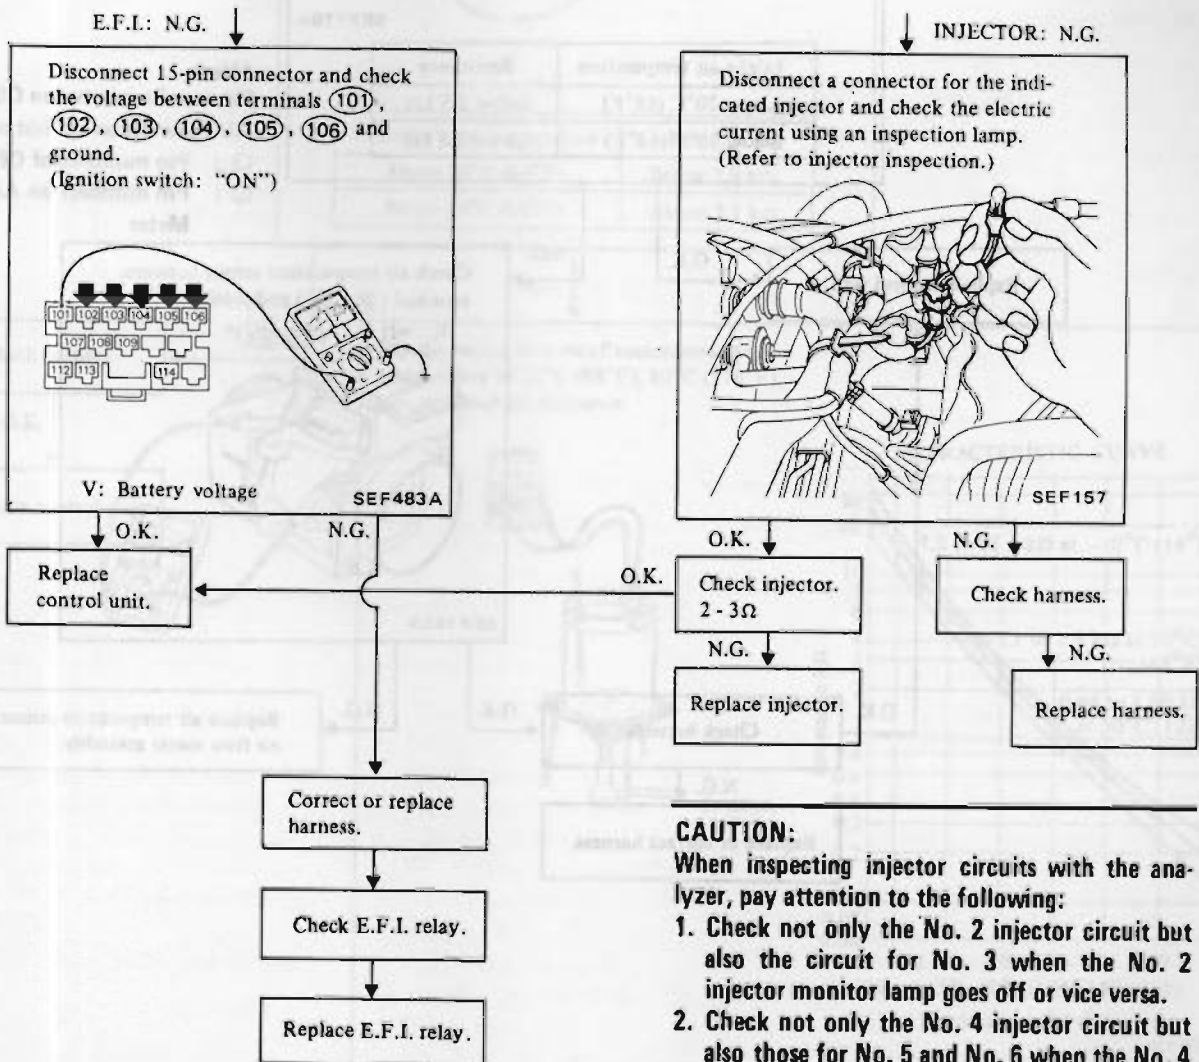 E.F.I.: N.G.
Disconnect 15-pin connector and check
the voltage between terminals (101),
(102), (103), (104), (105), (106) and
ground.
(Ignition switch: "ON")
101 102 103 104 105 106
107 108 109
112 113 114
V: Battery voltage
SEF483A
O.K.
N.G.
Replace
control unit.
Correct or replace
harness.
Check E.F.I. relay.
Replace E.F.I. relay.
INJECTOR: N.G.
Disconnect a connector for the indi-
cated injector and check the electric
current using an inspection lamp.
(Refer to injector inspection.)
SEF157
O.K.
N.G.
O.K.
Check injector.
2 - 3Ω
Check harness.
N.G.
N.G.
Replace injector.
Replace harness.
CAUTION:
When inspecting injector circuits with the ana-
lyzer, pay attention to the following:
1. Check not only the No. 2 injector circuit but
also the circuit for No. 3 when the No. 2
injector monitor lamp goes off or vice versa.
2. Check not only the No. 4 injector circuit but
also those for No. 5 and No. 6 when the No. 4